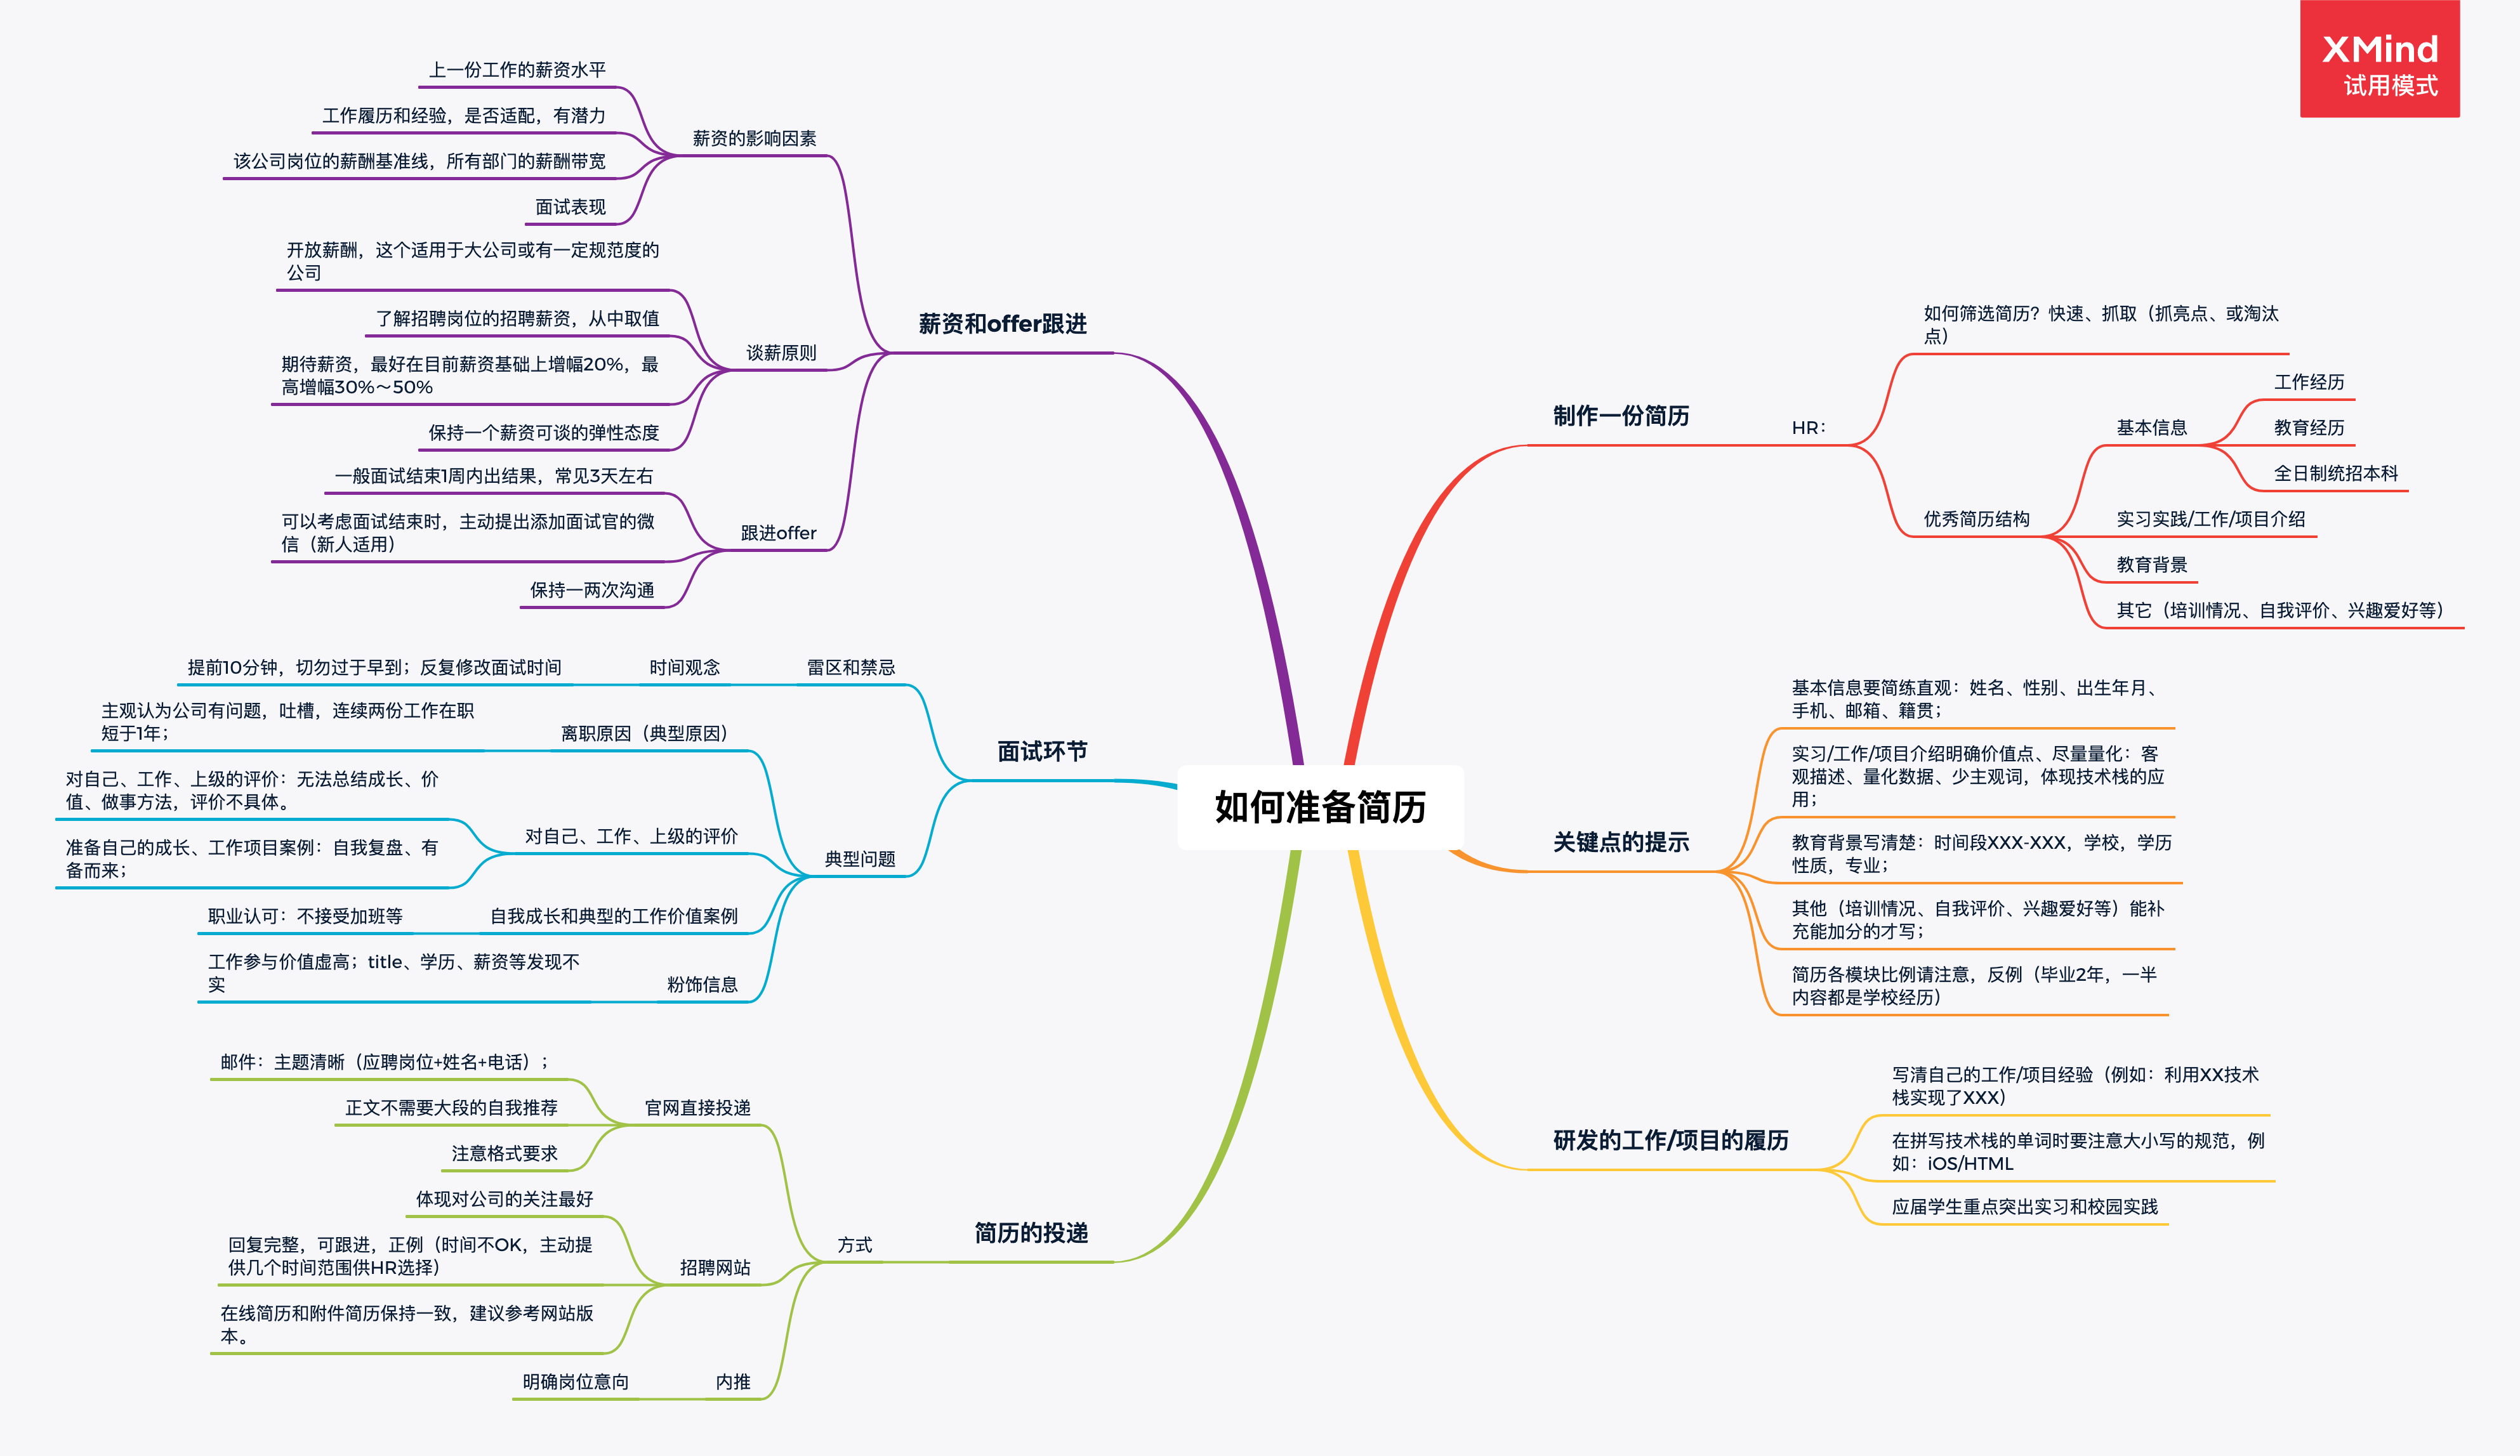 XMind
试用模式
如何准备简历
制作一份简历
HR：
如何筛选简历？快速、抓取（抓亮点、或淘汰
点）
优秀简历结构
基本信息
工作经历
教育经历
全日制统招本科
实习实践/工作/项目介绍
教育背景
其它（培训情况、自我评价、兴趣爱好等）
关键点的提示
基本信息要简练直观：姓名、性别、出生年月、
手机、邮箱、籍贯；
实习/工作/项目介绍明确价值点、尽量量化：客
观描述、量化数据、少主观词，体现技术栈的应
用；
教育背景写清楚：时间段XXX-XXX，学校，学历
性质，专业；
其他（培训情况、自我评价、兴趣爱好等）能补
充能加分的才写；
简历各模块比例请注意，反例（毕业2年，一半
内容都是学校经历）
研发的工作/项目的履历
写清自己的工作/项目经验（例如：利用XX技术
栈实现了XXX）
在拼写技术栈的单词时要注意大小写的规范，例
如：iOS/HTML
应届学生重点突出实习和校园实践
简历的投递
方式
官网直接投递
邮件：主题清晰（应聘岗位+姓名+电话）；
正文不需要大段的自我推荐
注意格式要求
招聘网站
体现对公司的关注最好
回复完整，可跟进，正例（时间不OK，主动提
供几个时间范围供HR选择）
在线简历和附件简历保持一致，建议参考网站版
本。
内推
明确岗位意向
面试环节
雷区和禁忌
时间观念
提前10分钟，切勿过于早到；反复修改面试时间
典型问题
离职原因（典型原因）
主观认为公司有问题，吐槽，连续两份工作在职
短于1年；
对自己、工作、上级的评价
对自己、工作、上级的评价：无法总结成长、价
值、做事方法，评价不具体。
准备自己的成长、工作项目案例：自我复盘、有
备而来；
自我成长和典型的工作价值案例
职业认可：不接受加班等
粉饰信息
工作参与价值虚高；title、学历、薪资等发现不
实
薪资和offer跟进
薪资的影响因素
上一份工作的薪资水平
工作履历和经验，是否适配，有潜力
该公司岗位的薪酬基准线，所有部门的薪酬带宽
面试表现
谈薪原则
开放薪酬，这个适用于大公司或有一定规范度的
公司
了解招聘岗位的招聘薪资，从中取值
期待薪资，最好在目前薪资基础上增幅20%，最
高增幅30%～50%
保持一个薪资可谈的弹性态度
跟进offer
一般面试结束1周内出结果，常见3天左右
可以考虑面试结束时，主动提出添加面试官的微
信（新人适用）
保持一两次沟通